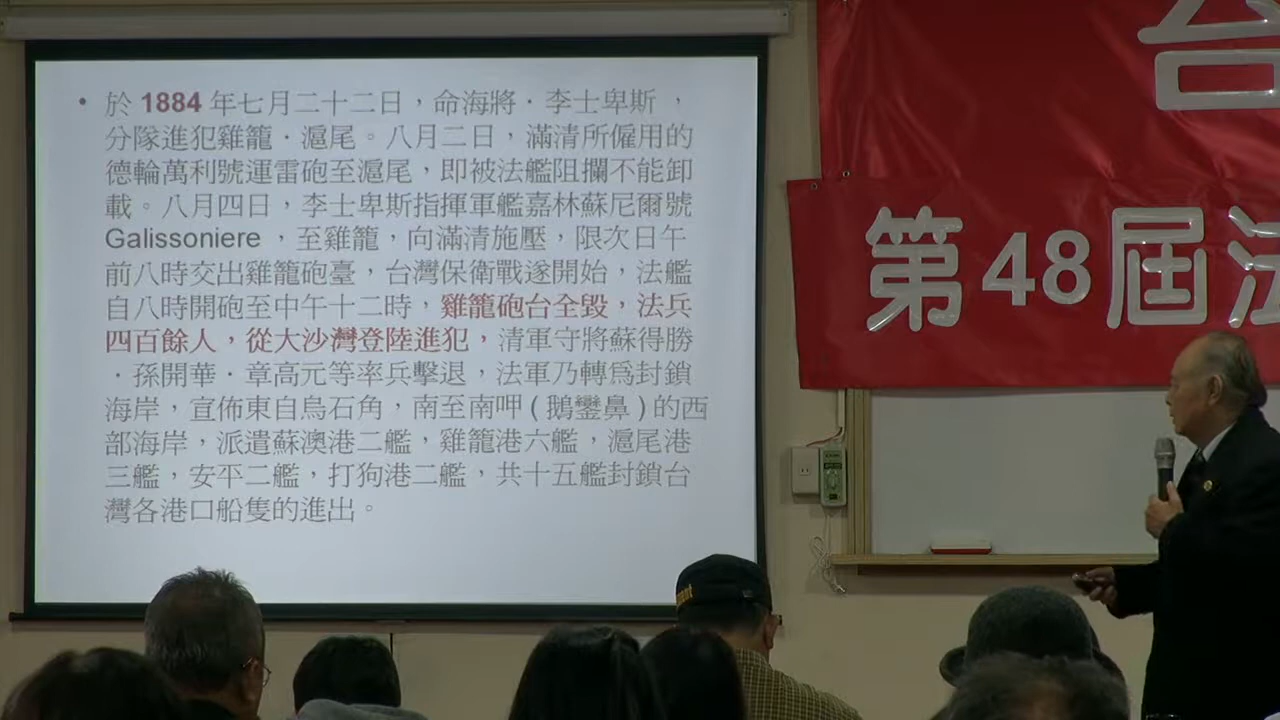 • 於 1884 年七月二十二日，命海將．李士卑斯，
分隊進犯雞籠．滬尾。八月二日，滿清所僱用的
德輪萬利號運雷砲至滬尾，即被法艦阻攔不能卸
載。八月四日，李士卑斯指揮軍艦嘉林蘇尼爾號
Galissoniere，至雞籠，向滿清施壓，限次日午
前八時交出雞籠砲臺，台灣保衛戰遂開始，法艦
自八時開砲至中午十二時，雞籠砲台全毀，法兵
四百餘人，從大沙灣登陸進犯，清軍守將蘇得勝
．孫開華．章高元等率兵擊退，法軍乃轉為封鎖
海岸，宣佈東自烏石角，南至南呷(鵝鑾鼻)的西
部海岸，派遣蘇澳港二艦，雞籠港六艦，滬尾港
三艦，安平二艦，打狗港二艦，共十五艦封鎖台
灣各港口船隻的進出。
台
第48屆法